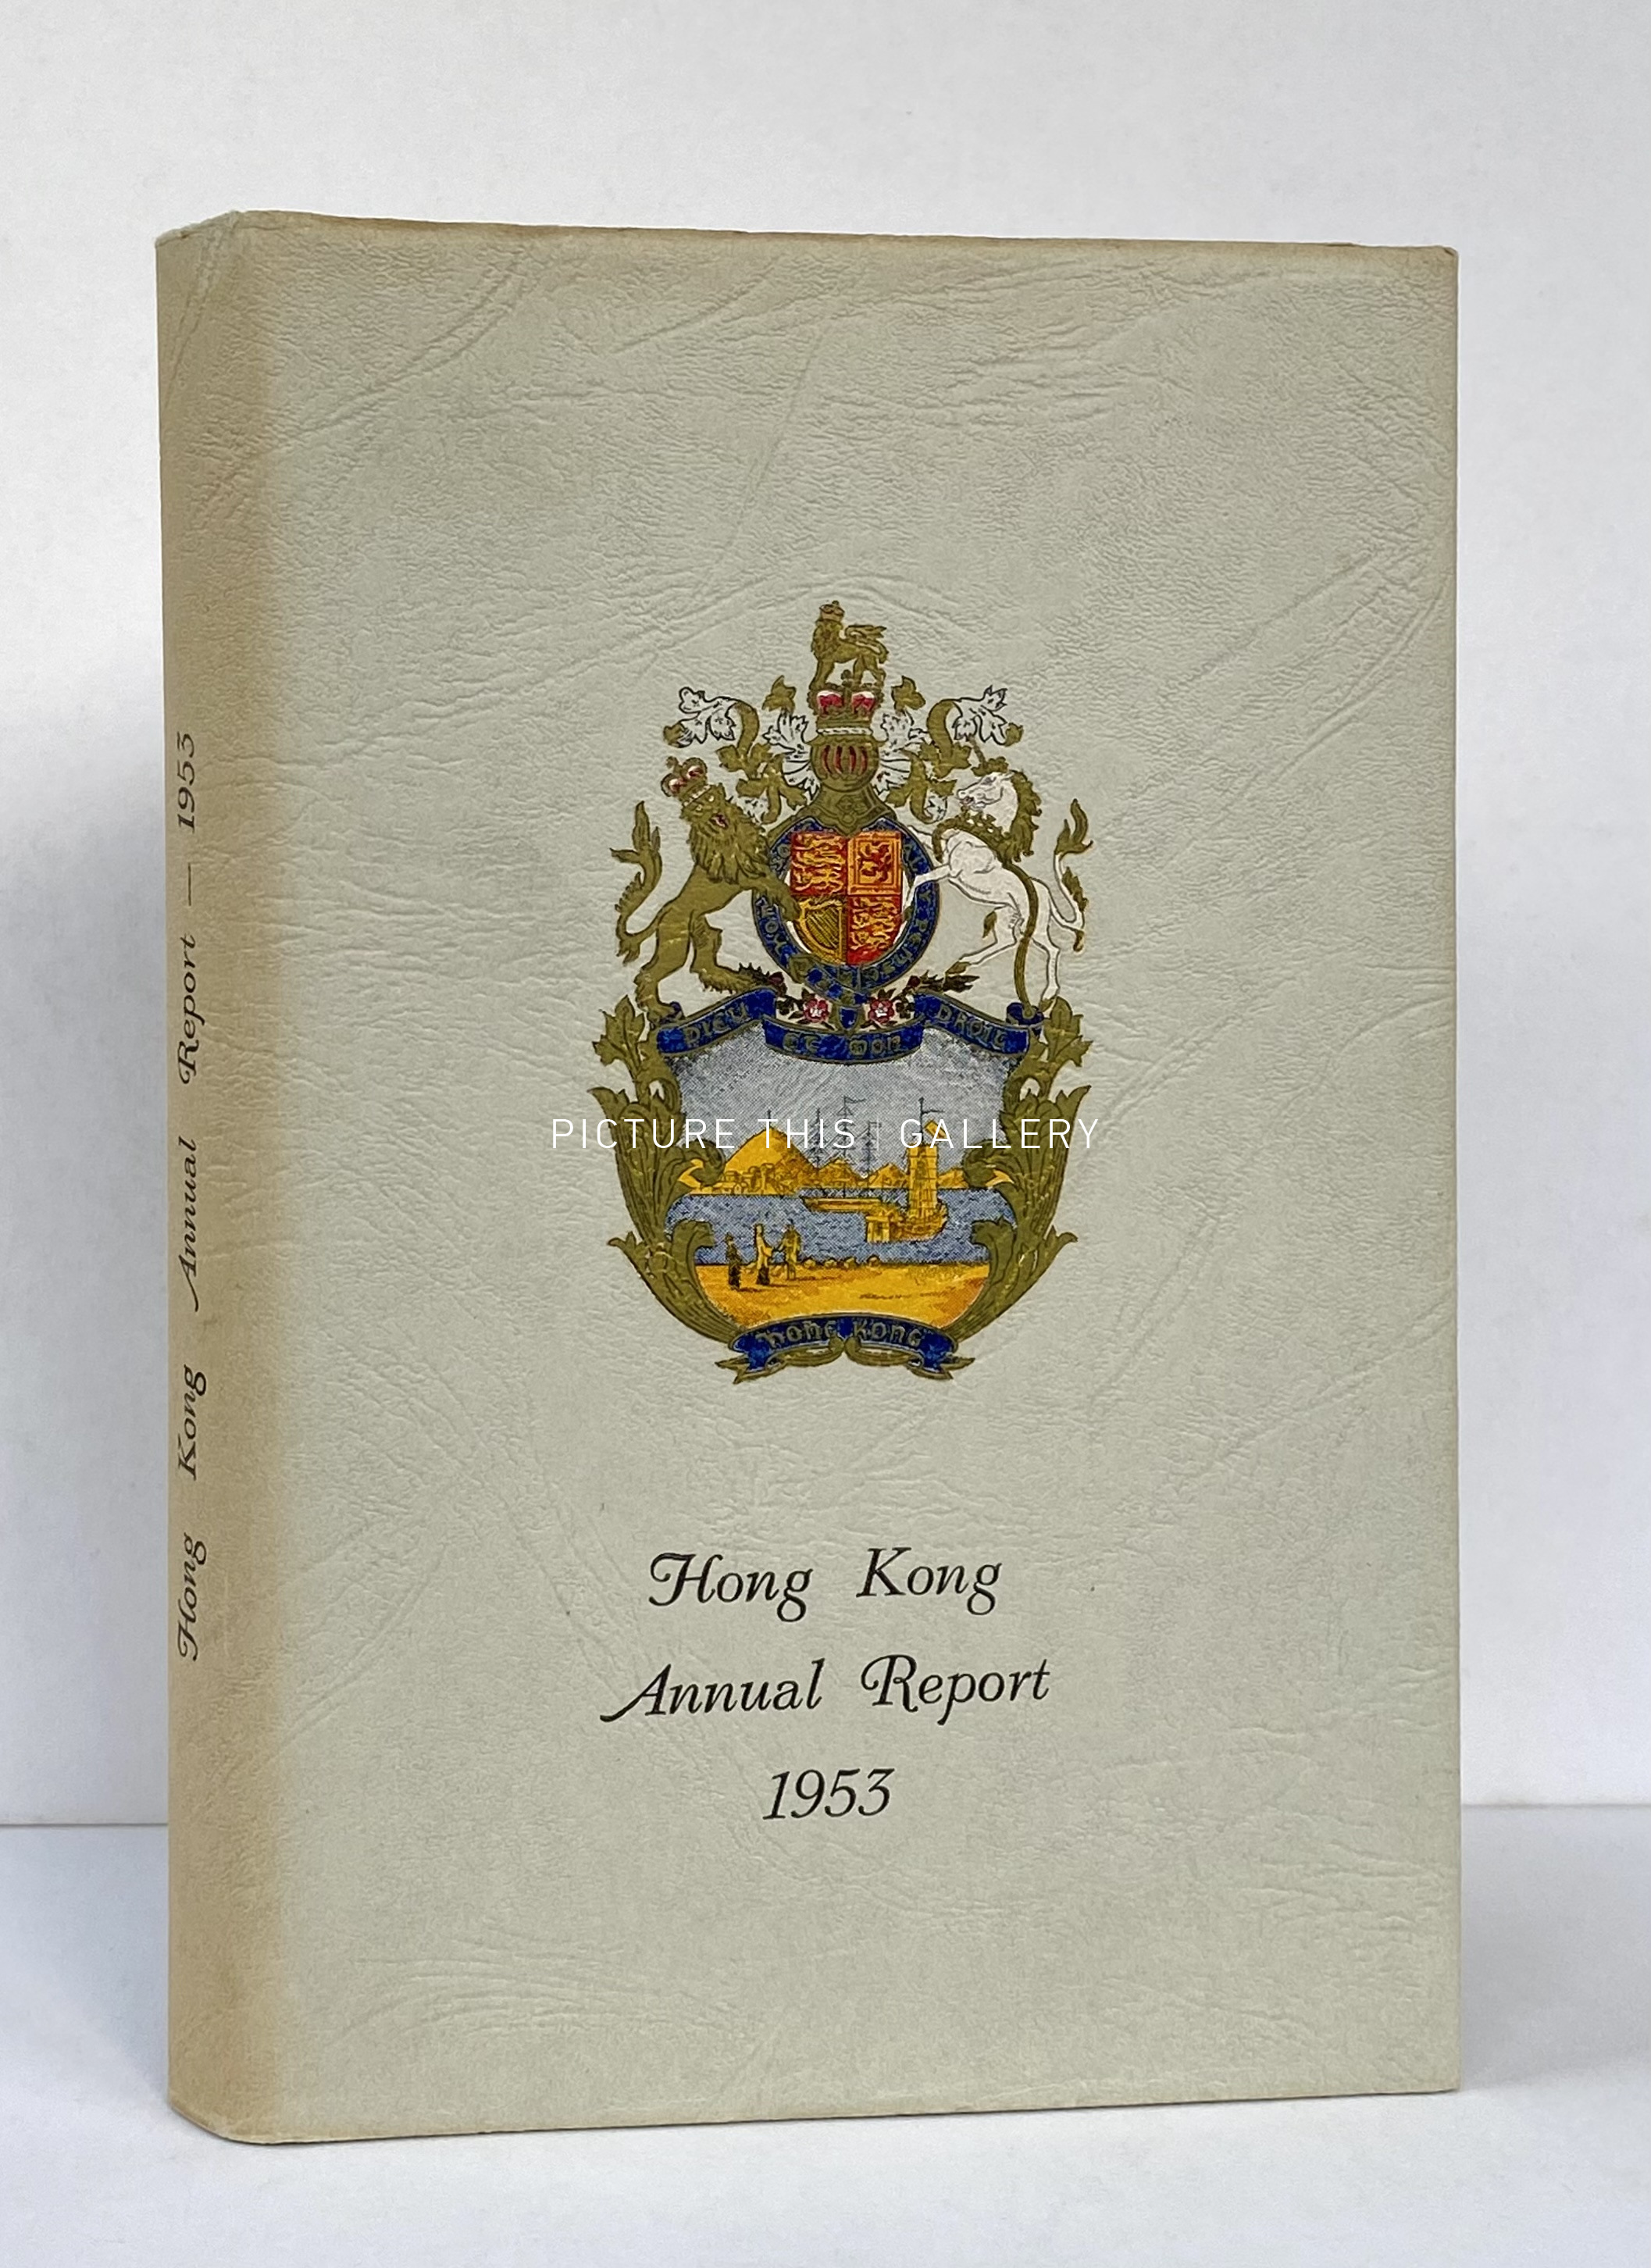 Hong Kong Annual Report — 1953
DIEU ET MON DROIT
PICTURE THIS GALLERY
HONG KONG
Hong Kong
Annual Report
1953